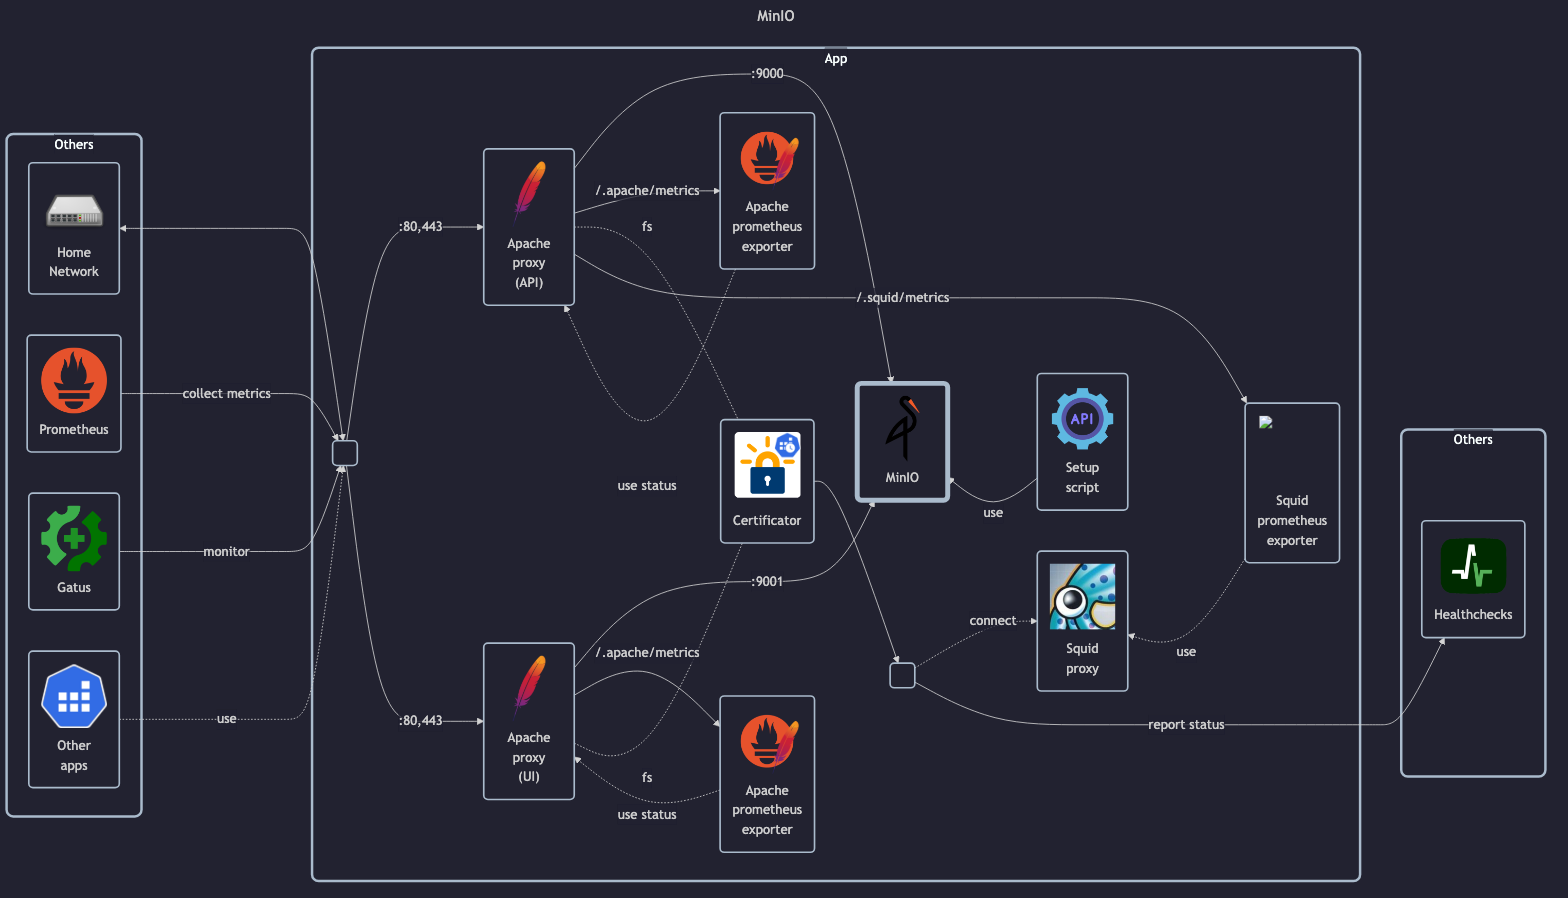 MinIO
App
Others
Home
Network
Prometheus
Gatus
Other
apps
collect metrics
monitor
use
:80,443
:80,443
Apache
proxy
(API)
:9000
/.apache/metrics
fs
Apache
prometheus
exporter
/.squid/metrics
use status
Certificator
MinIO
API
Setup
script
use
:9001
/.apache/metrics
Apache
proxy
(UI)
fs
use status
Apache
prometheus
exporter
connect
Squid
proxy
use
Squid
prometheus
exporter
report status
Others
Healthchecks